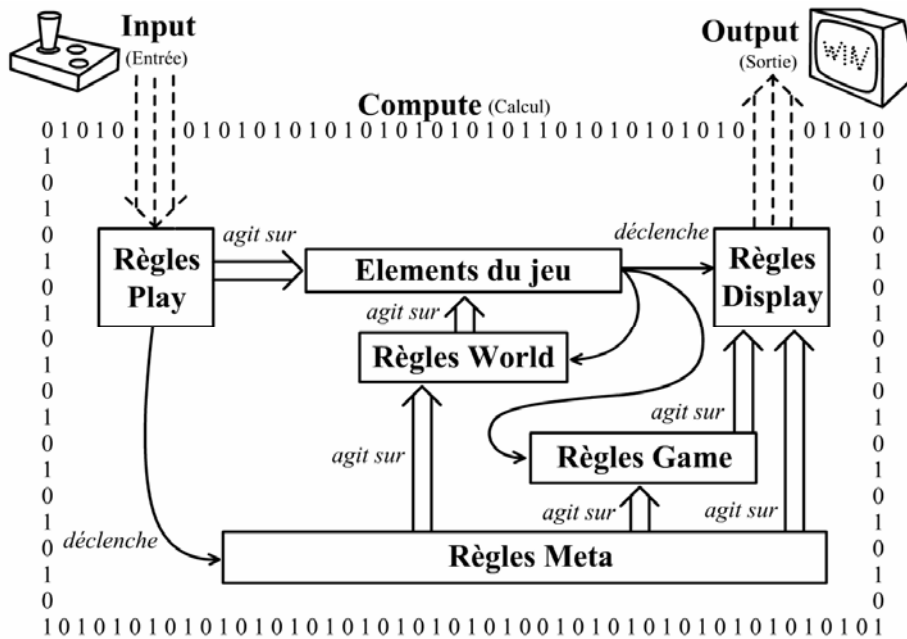 Input
(Entrée)
Output
(Sortie)
WIN
Compute (Calcul)
agit sur
déclenche
Règles
Play
Elements du jeu
Règles
Display
agit sur
Règles World
agit sur
agit sur
Règles Game
agit sur
agit sur
déclenche
Règles Meta